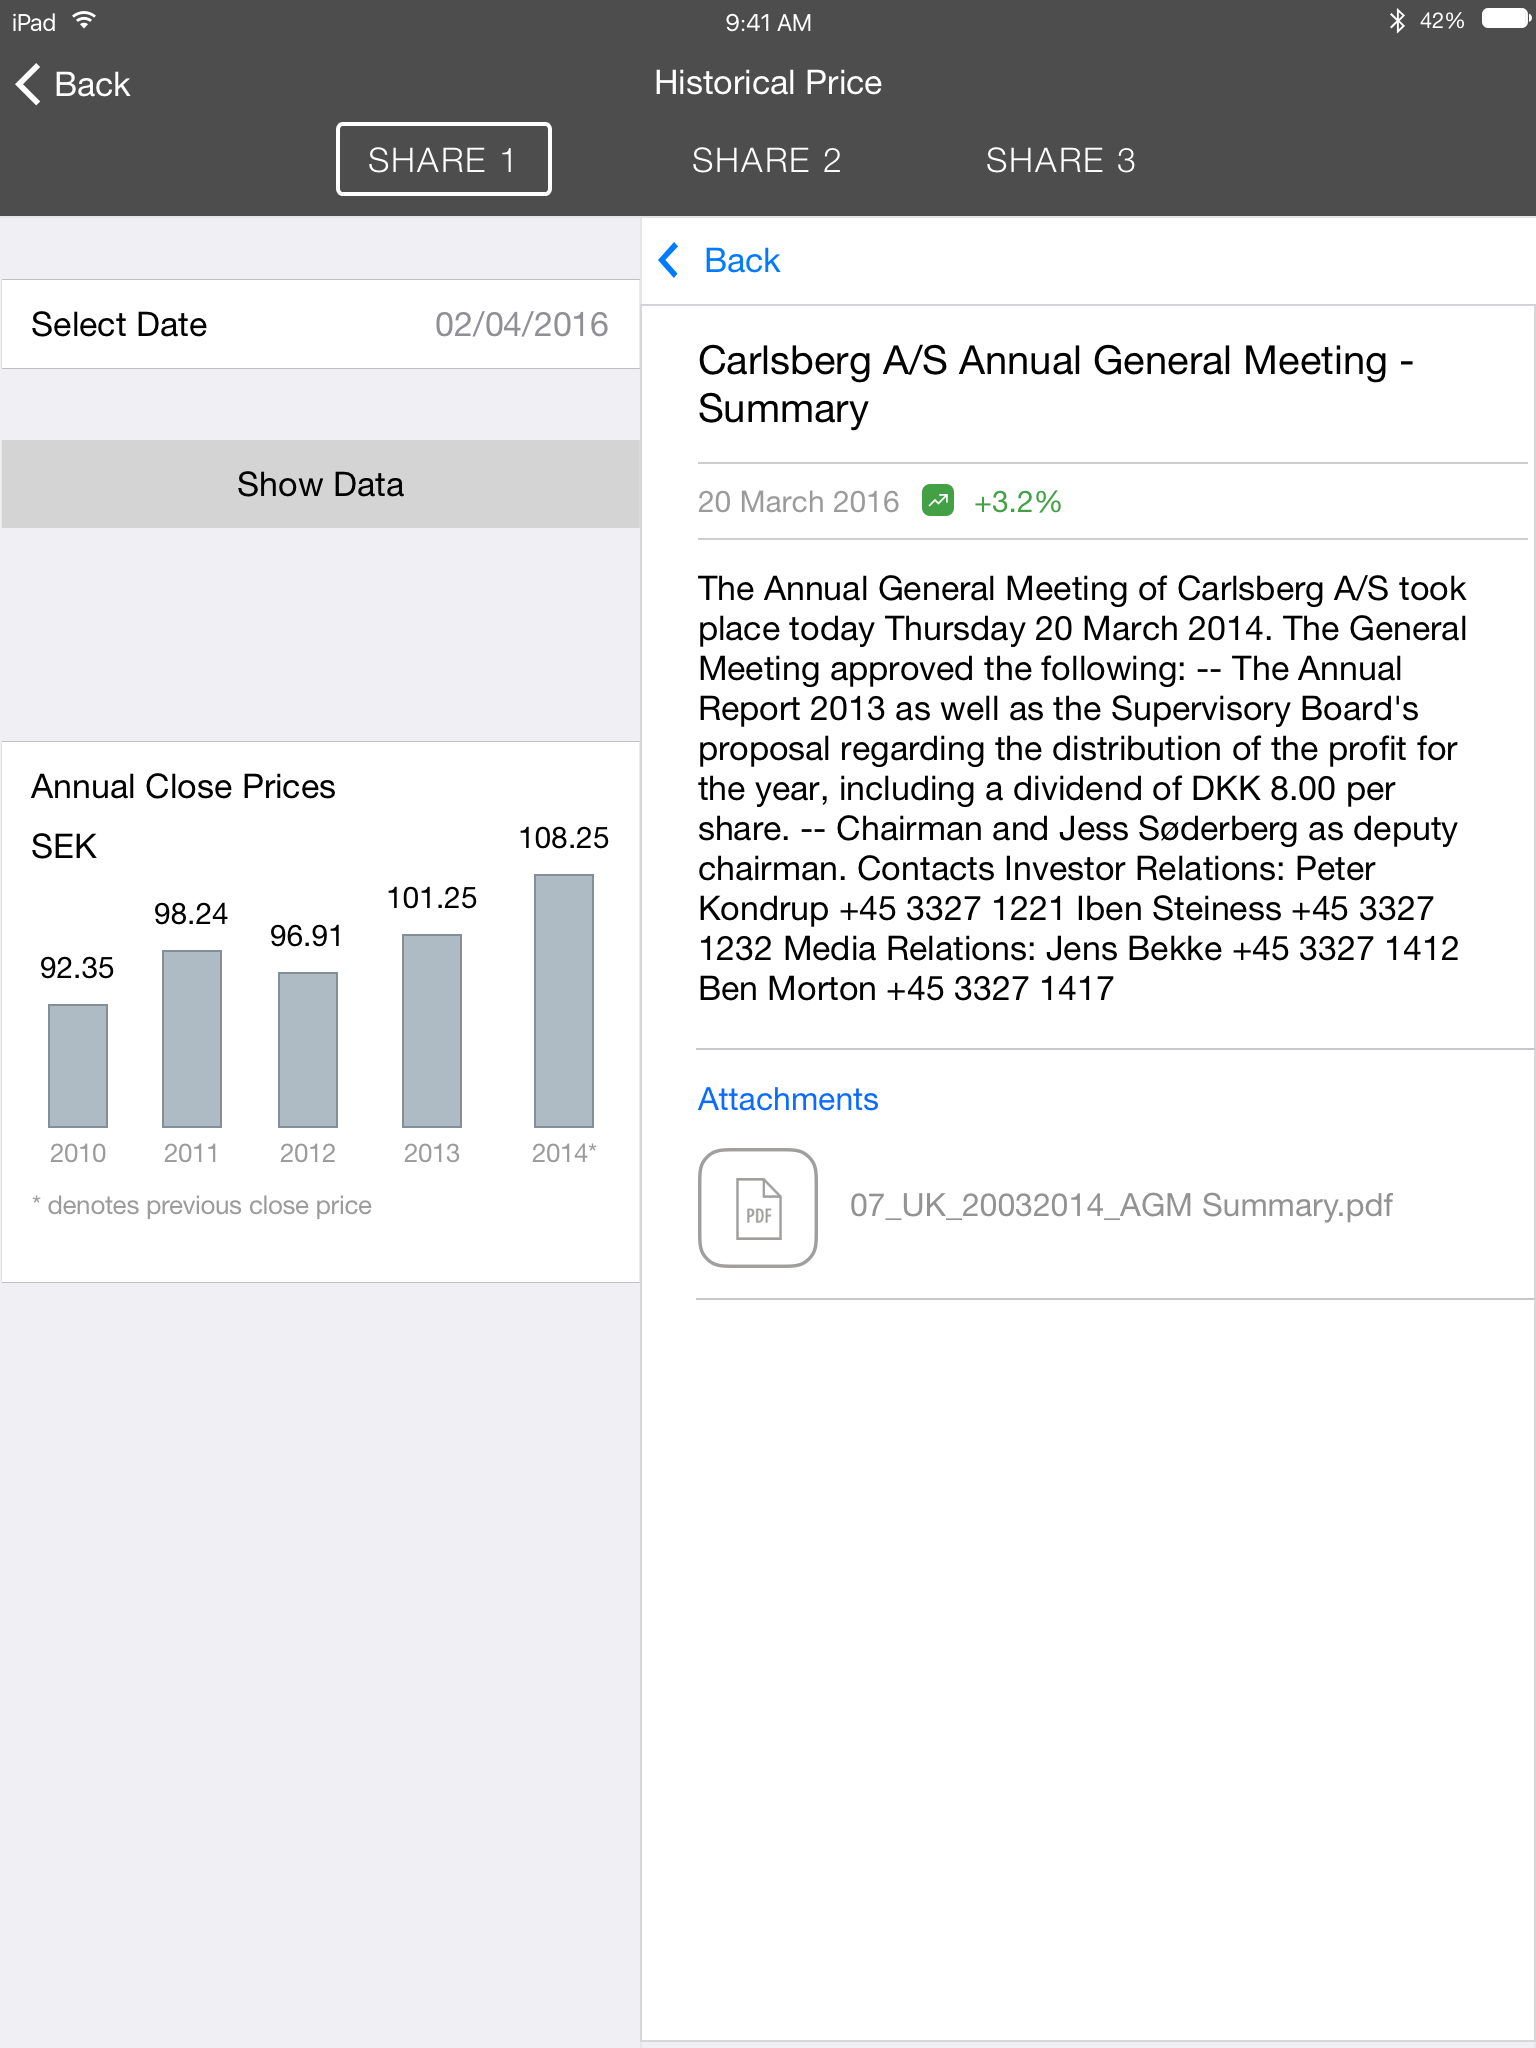 iPad
9:41 AM
42%
Back
Historical Price
SHARE 1
SHARE 2
SHARE 3
Select Date
02/04/2016
Show Data
Annual Close Prices
SEK
92.35
98.24
96.91
101.25
108.25
2010
2011
2012
2013
2014*
* denotes previous close price
Back
Carlsberg A/S Annual General Meeting -
Summary
20 March 2016
+3.2%
The Annual General Meeting of Carlsberg A/S took
place today Thursday 20 March 2014. The General
Meeting approved the following: -- The Annual
Report 2013 as well as the Supervisory Board's
proposal regarding the distribution of the profit for
the year, including a dividend of DKK 8.00 per
share. -- Chairman and Jess Søderberg as deputy
chairman. Contacts Investor Relations: Peter
Kondrup +45 3327 1221 Iben Steiness +45 3327
1232 Media Relations: Jens Bekke +45 3327 1412
Ben Morton +45 3327 1417
Attachments
PDF
07_UK_20032014_AGM Summary.pdf